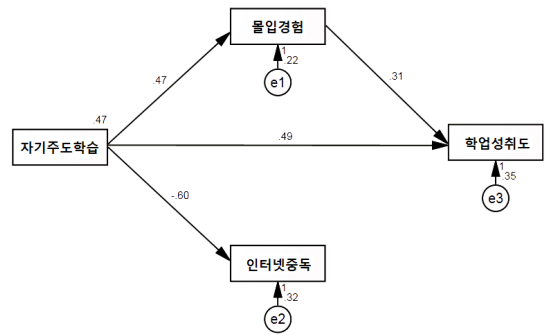 몰입경험
1
.22
e1
.47
.31
.47
자기주도학습
.49
학업성취도
1
.35
e3
-.60
인터넷중독
1
.32
e2